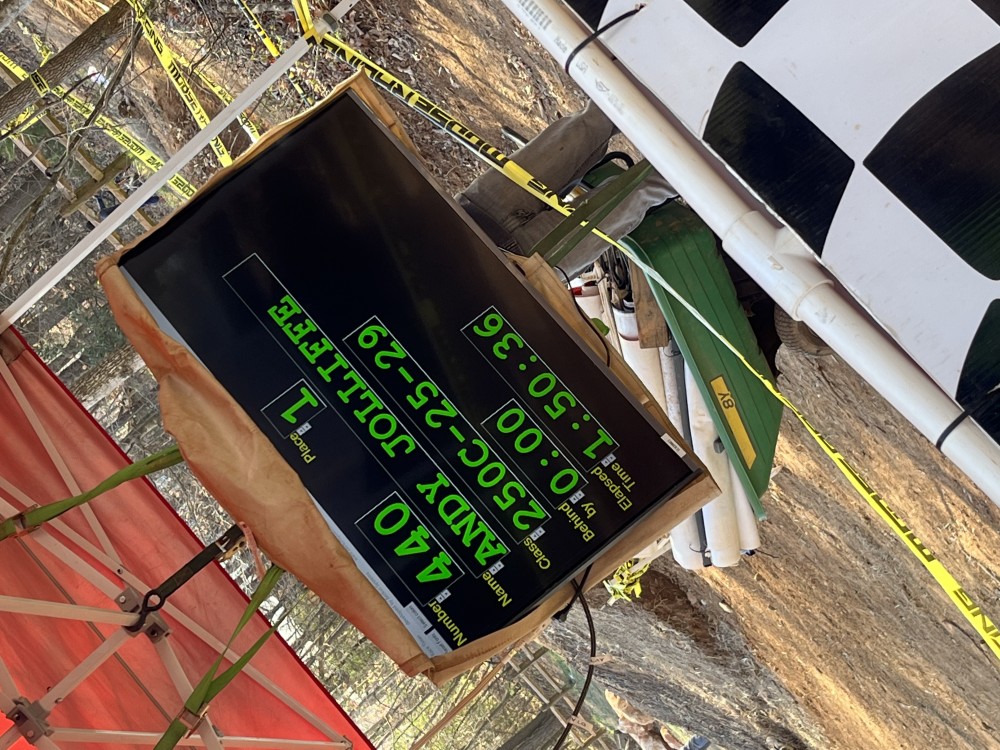 Number Place
440 1
Name
ANDY JOLLIFFE
Class
250C-25-29
Behind by
0:00
Elapsed Time
1:50:36